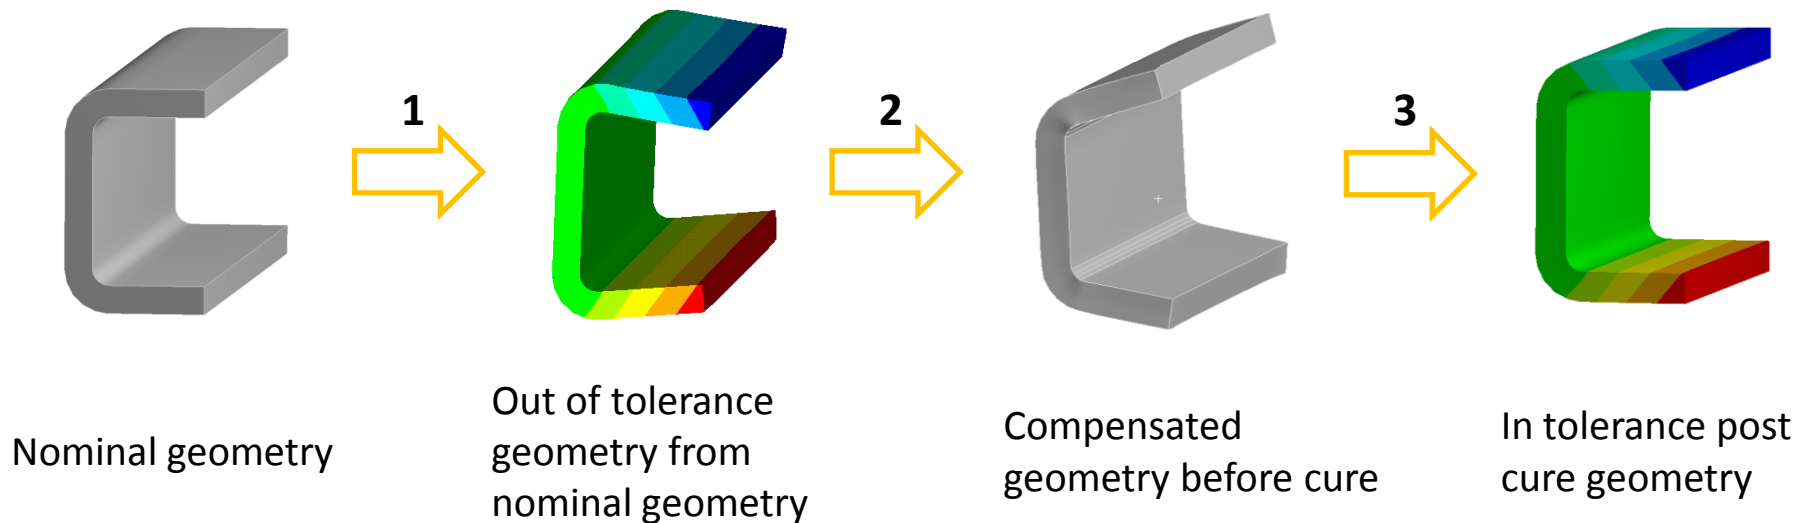 1
2
3
Nominal geometry
Out of tolerance
geometry from
nominal geometry
Compensated
geometry before cure
In tolerance post
cure geometry